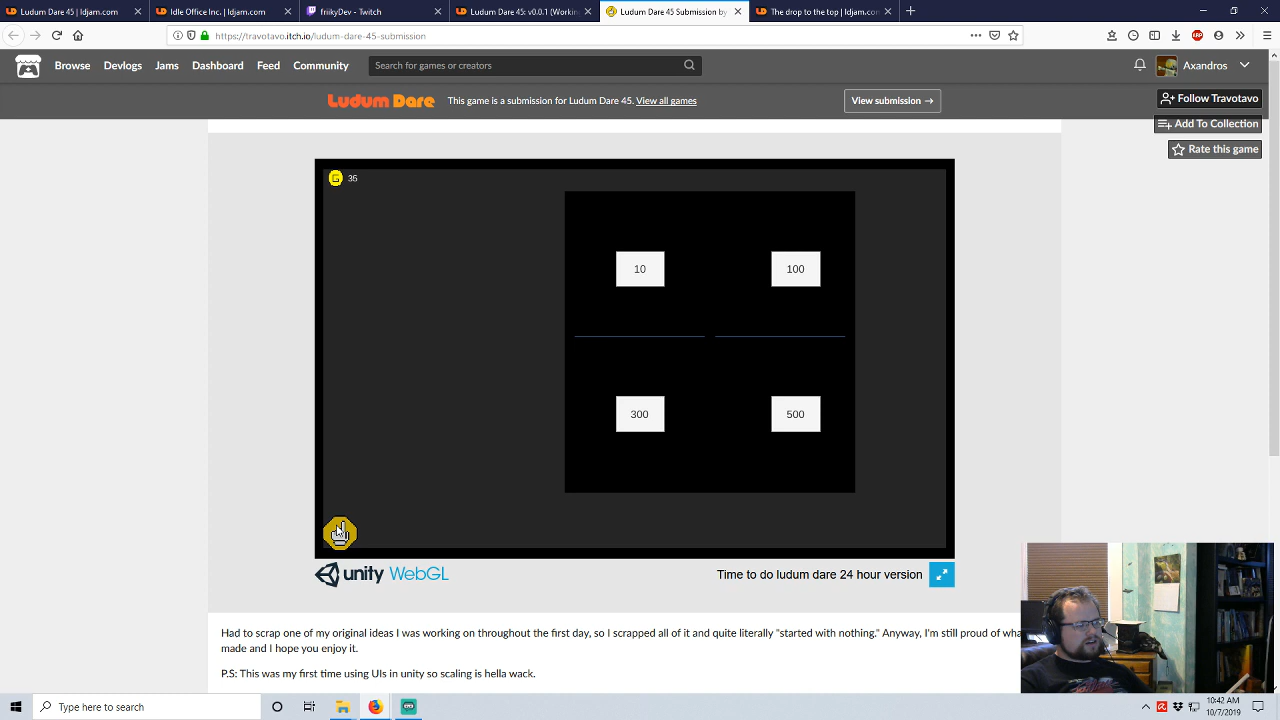 Ludum Dare 45 | ldjam.com
Idle Office Inc. | ldjam.com
friikyDev - Twitch
Ludum Dare 45: v0.0.1 (Workin
Ludum Dare 45 Submission by
The drop to the top | ldjam.com
https://travotavo.itch.io/ludum-dare-45-submission
ABP
Browse
Devlogs
Jams
Dashboard
Feed
Community
Search for games or creators
Axandros
LUDUM DARE
This game is a submission for Ludum Dare 45. View all games
View submission →
Follow Travotavo
Add To Collection
Rate this game
G 35
10
100
300
500
unity WebGL
Time to do ludum dare 24 hour version
Had to scrap one of my original ideas I was working on throughout the first day, so I scrapped all of it and quite literally "started with nothing." Anyway, I'm still proud of wha
made and I hope you enjoy it.
P.S: This was my first time using UIs in unity so scaling is hella wack.
Type here to search
10:42 AM
10/7/2019